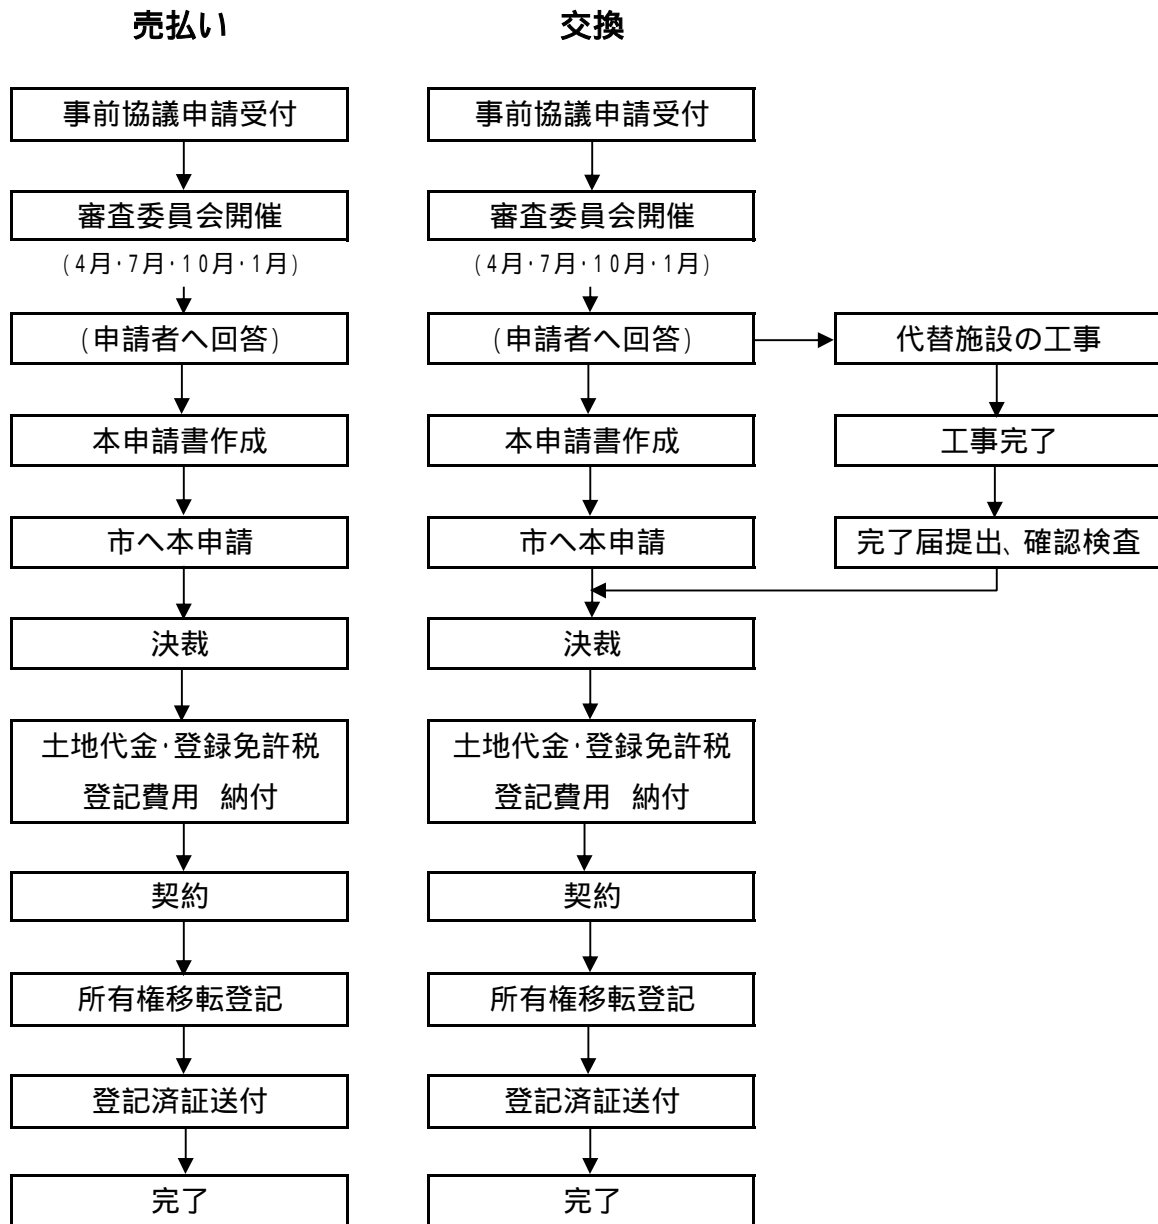 売払い
事前協議申請受付
審査委員会開催
(4月･7月･10月･1月)
(申請者へ回答)
本申請書作成
市へ本申請
決裁
土地代金･登録免許税
登記費用　納付
契約
所有権移転登記
登記済証送付
完了
交換
事前協議申請受付
審査委員会開催
(4月･7月･10月･1月)
(申請者へ回答)
本申請書作成
市へ本申請
決裁
土地代金･登録免許税
登記費用　納付
契約
所有権移転登記
登記済証送付
完了
代替施設の工事
工事完了
完了届提出、確認検査